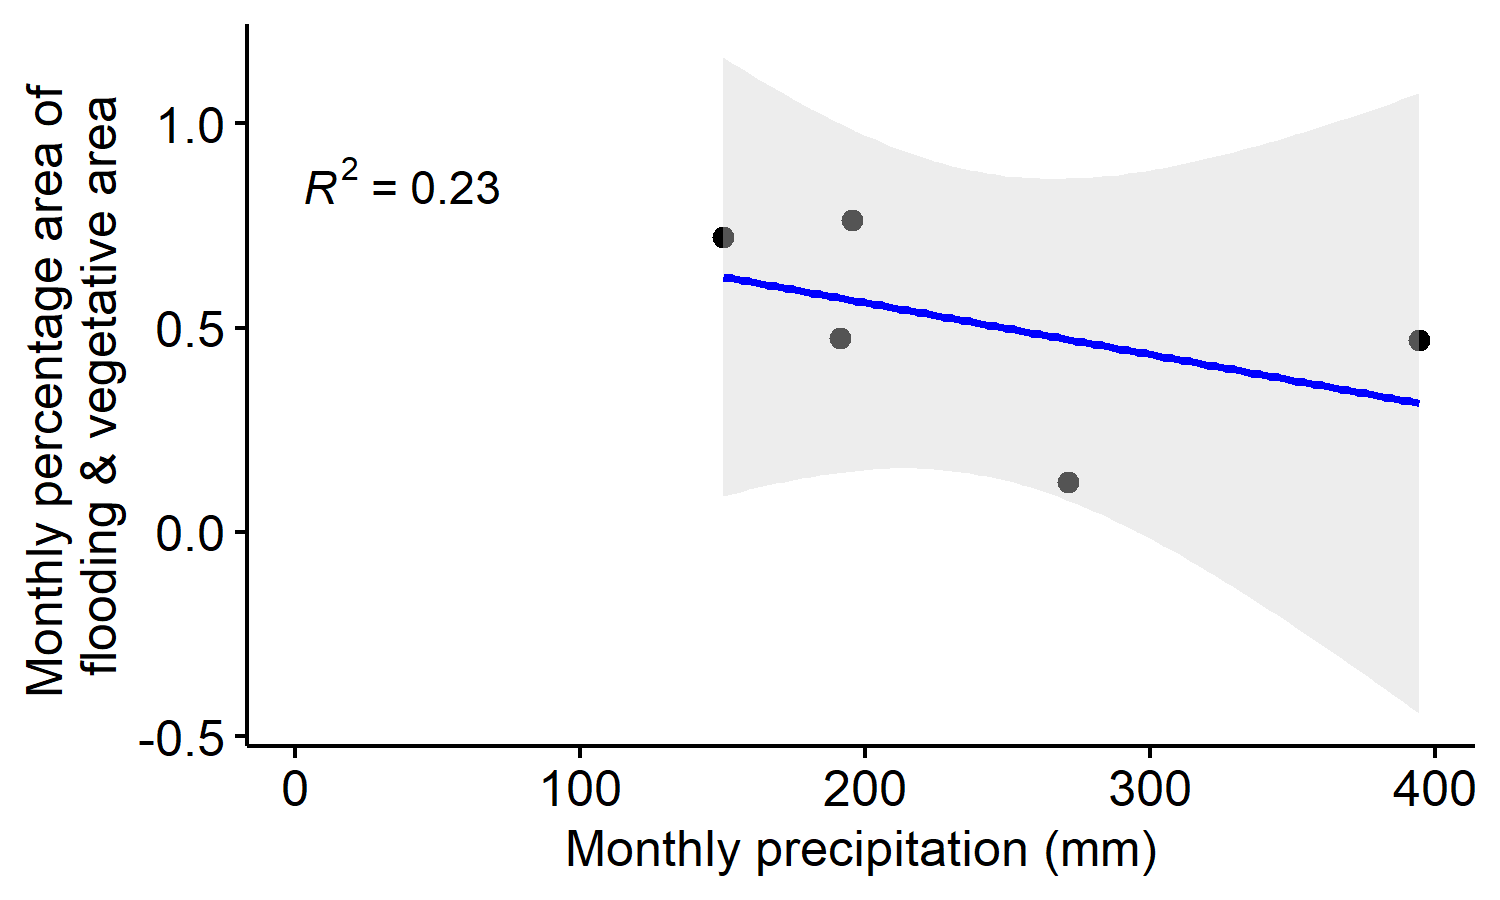 Monthly percentage area of
flooding & vegetative area
1.0
0.5
0.0
-0.5
R² = 0.23
0 100 200 300 400
Monthly precipitation (mm)